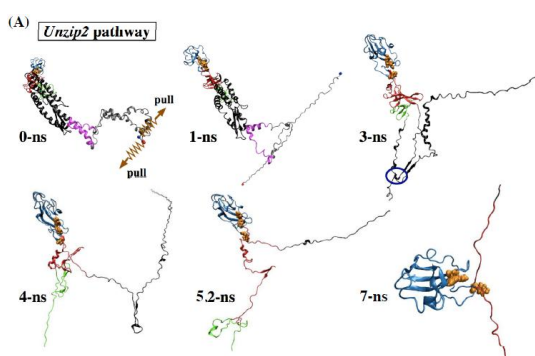 (A)
Unzip2 pathway
pull
pull
0-ns
1-ns
3-ns
4-ns
5.2-ns
7-ns